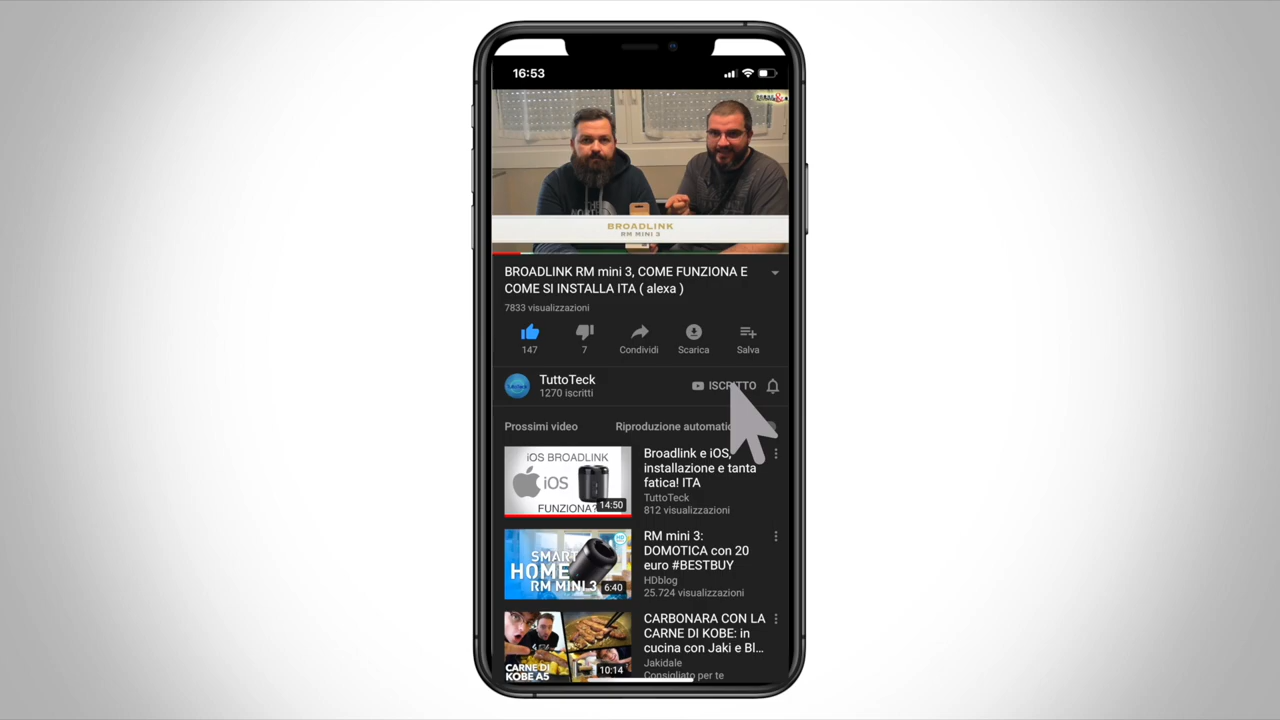 16:53
BROADLINK
RM MINI 3
BROADLINK RM mini 3, COME FUNZIONA E
COME SI INSTALLA ITA ( alexa )
7833 visualizzazioni
147
7
Condividi
Scarica
Salva
TuttoTeck
1270 iscritti
ISCRITTO
Prossimi video
Riproduzione
iOS BROADLINK
iOS
FUNZIONA?
14:50
Broadlink e iOS,
installazione e tanta
fatica! ITA
TuttoTeck
812 visualizzazioni
SMART
HOME
RM MINI 3
HD
6:40
RM mini 3:
DOMOTICA con 20
euro #BESTBUY
HDblog
25.724 visualizzazioni
CARNE DI
KOBE A5
10:14
CARBONARA CON LA
CARNE DI KOBE: in
cucina con Jaki e Bl...
Jakidale
Consigliato per te